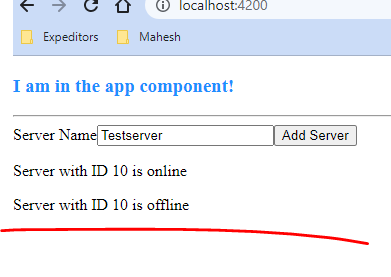 localhost:4200
Expeditors Mahesh
I am in the app component!
Server Name Testserver Add Server
Server with ID 10 is online
Server with ID 10 is offline